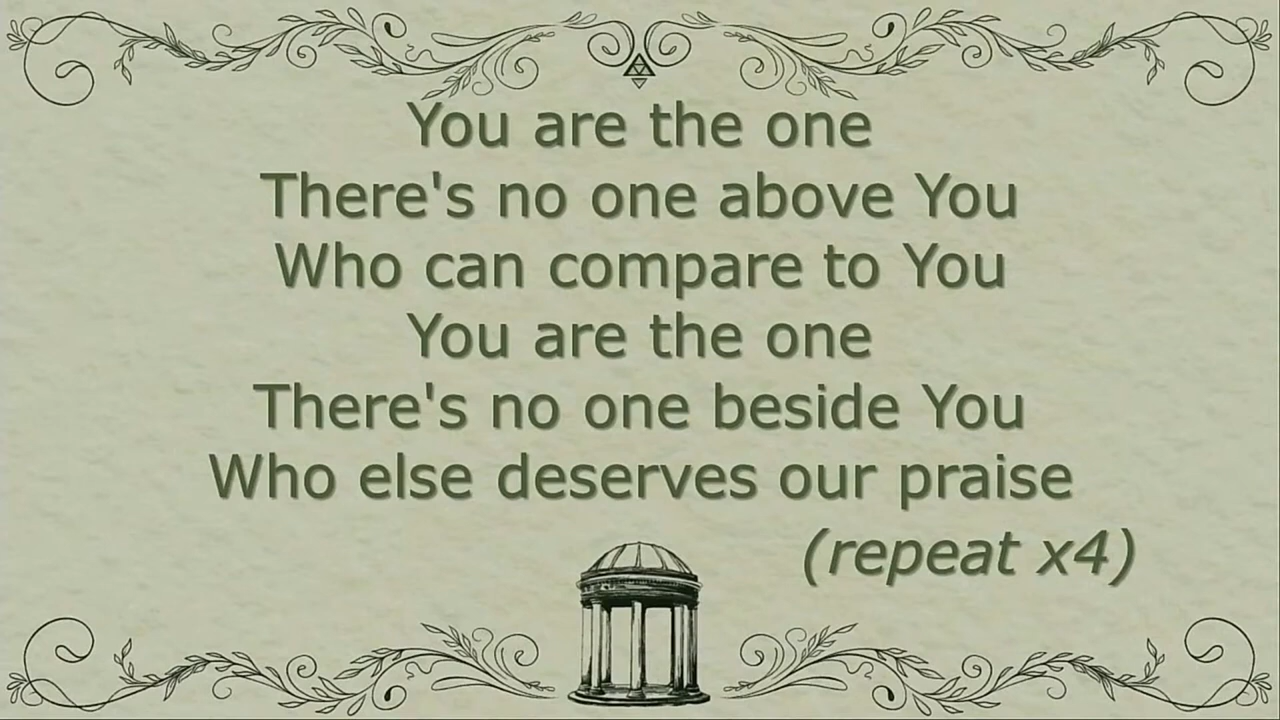 You are the one
There's no one above You
Who can compare to You
You are the one
There's no one beside You
Who else deserves our praise
(repeat x4)